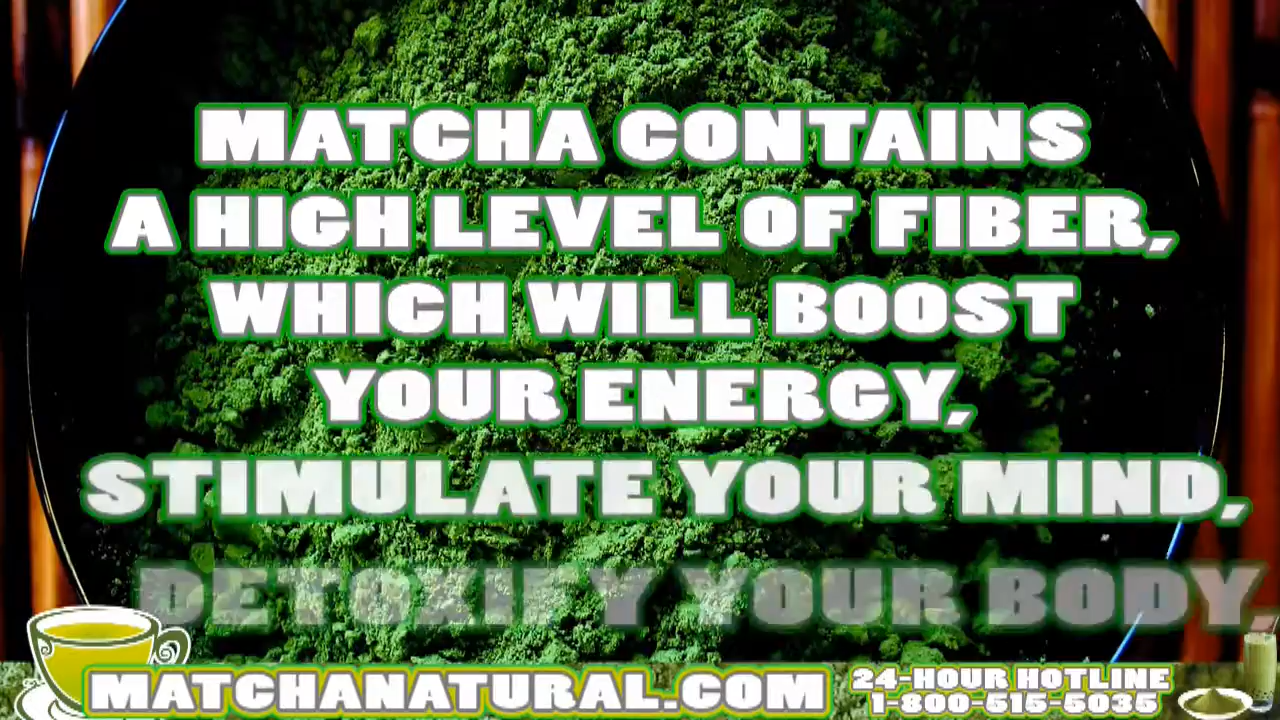 MATCHA CONTAINS
A HIGH LEVEL OF FIBER,
WHICH WILL BOOST
YOUR ENERGY,
STIMULATE YOUR MIND,
DETOXIFY YOUR BODY,
MATCHANATURAL.COM
24-HOUR HOTLINE
1-800-515-5035